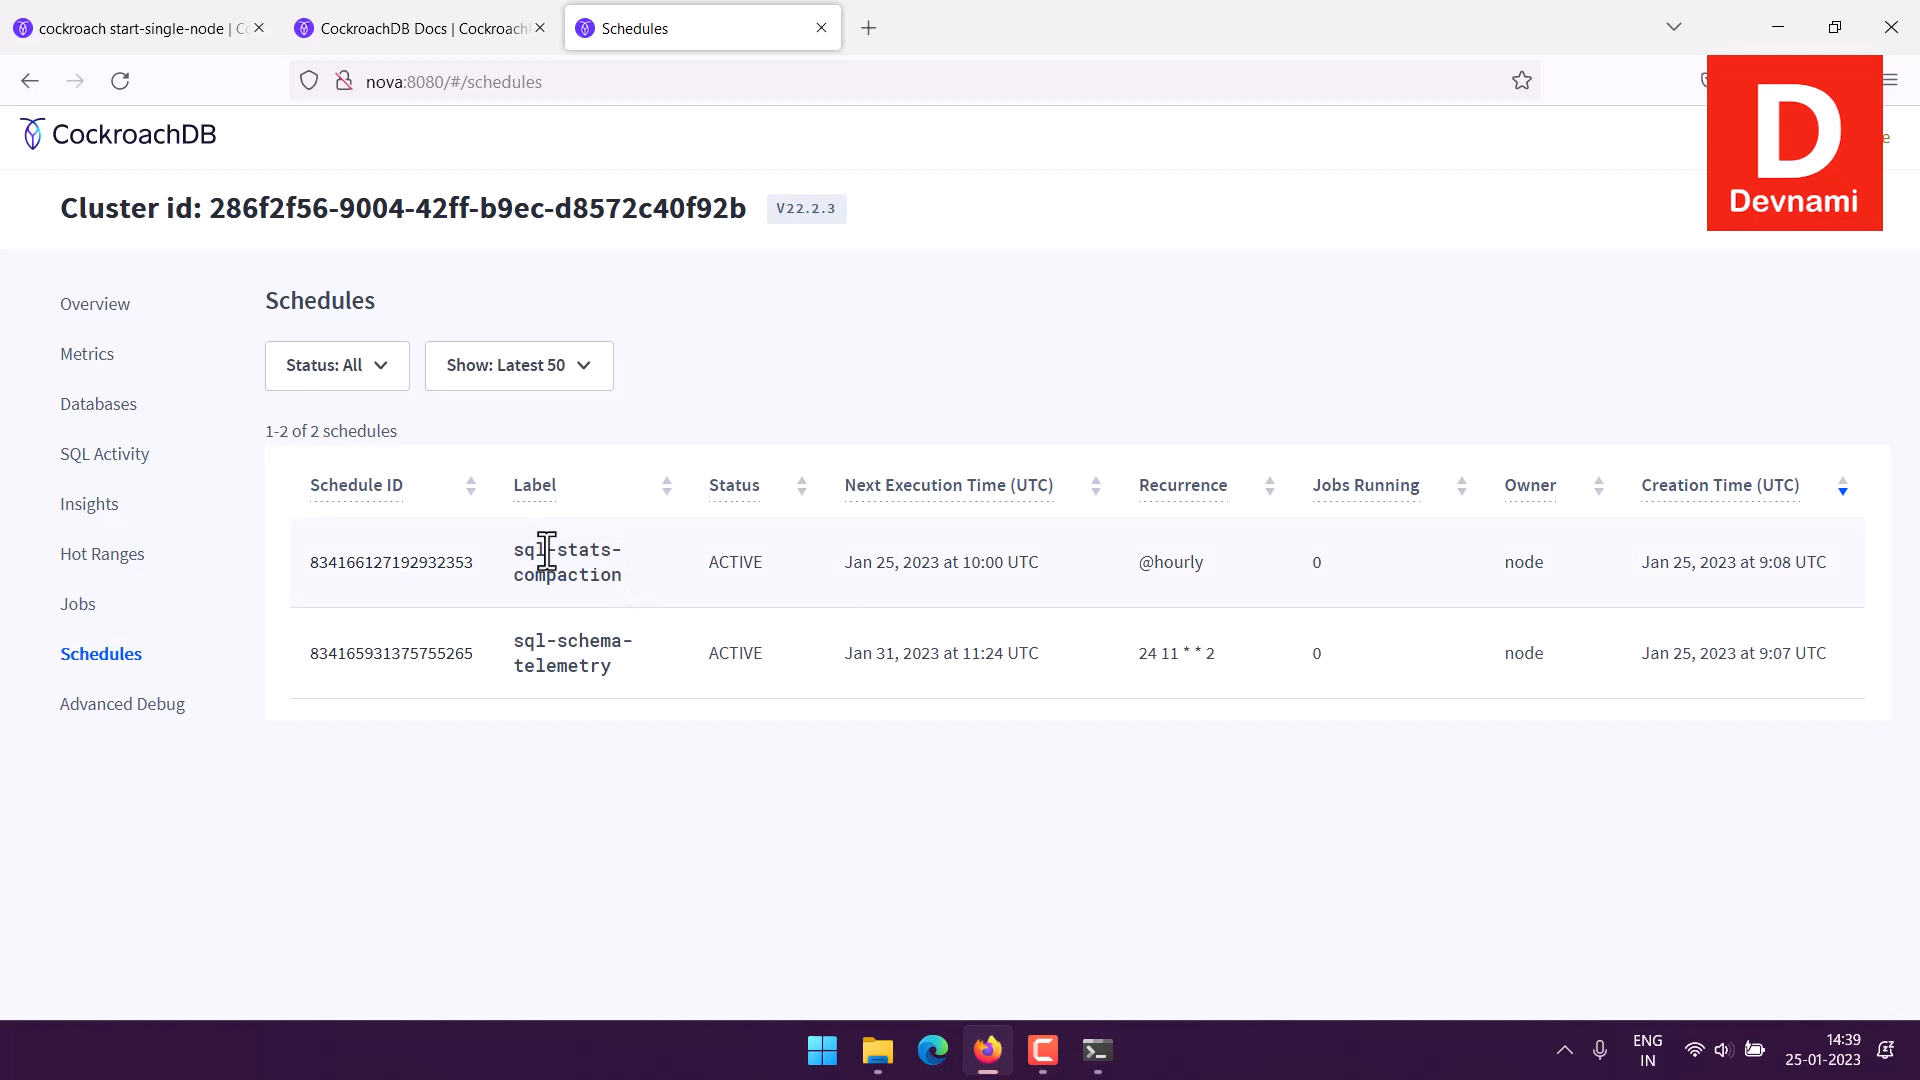 cockroach start-single-node | Co
CockroachDB Docs | Cockroach
Schedules
nova:8080/#/schedules
CockroachDB
e
D
Devnami
Cluster id: 286f2f56-9004-42ff-b9ec-d8572c40f92b
V22.2.3
Overview
Metrics
Databases
SQL Activity
Insights
Hot Ranges
Jobs
Schedules
Advanced Debug
Schedules
Status: All
Show: Latest 50
1-2 of 2 schedules
Schedule ID Label Status Next Execution Time (UTC) Recurrence Jobs Running Owner Creation Time (UTC)
834166127192932353 sql-stats-compaction ACTIVE Jan 25, 2023 at 10:00 UTC @hourly 0 node Jan 25, 2023 at 9:08 UTC
834165931375755265 sql-schema-telemetry ACTIVE Jan 31, 2023 at 11:24 UTC 24 11 * * 2 0 node Jan 25, 2023 at 9:07 UTC
ENG
IN
14:39
25-01-2023